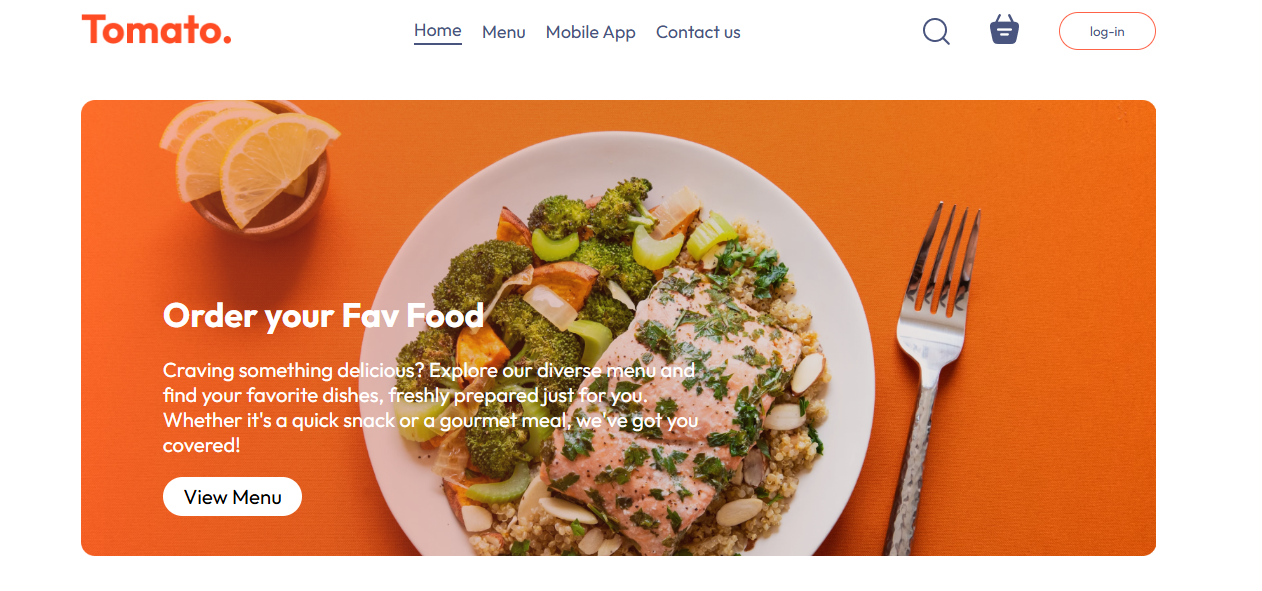 Tomato.
Home
Menu
Mobile App
Contact us
log-in
Order your Fav Food
Craving something delicious? Explore our diverse menu and
find your favorite dishes, freshly prepared just for you.
Whether it's a quick snack or a gourmet meal, we've got you
covered!
View Menu